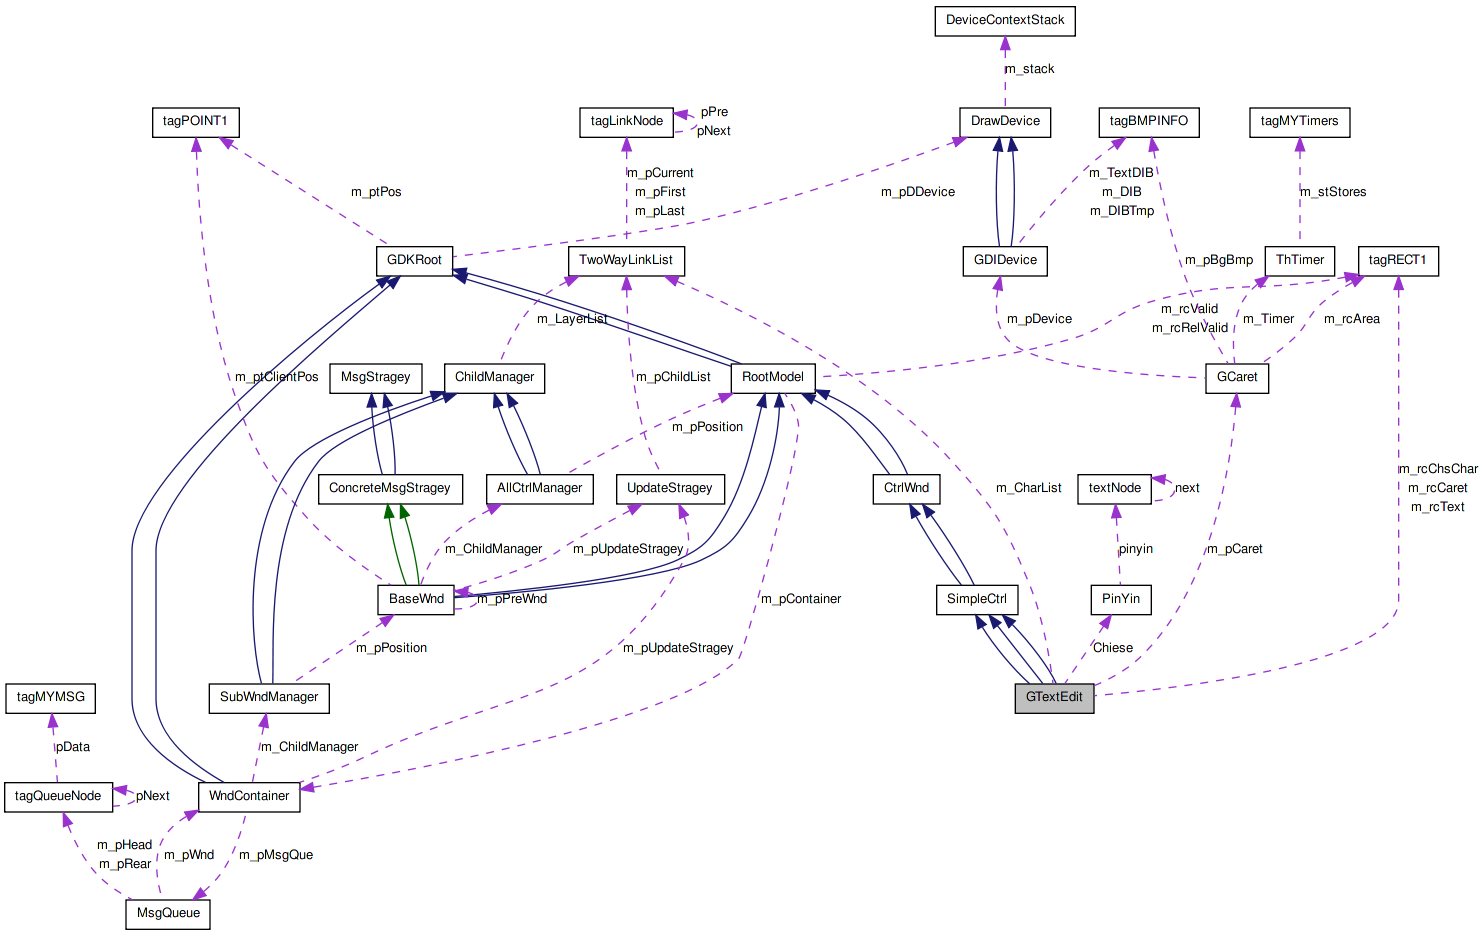 DeviceContextStack
m_stack
tagPOINT1
tagLinkNode
pPre
pNext
DrawDevice
tagBMPINFO
tagMYTimers
m_ptPos
m_pCurrent
m_pFirst
m_pLast
m_pDDevice
m_TextDIB
m_DIB
m_DIBTmp
m_stStores
GDKRoot
TwoWayLinkList
GDIDevice
m_pBgBmp
ThTimer
tagRECT1
m_LayerList
m_pDevice
m_rcValid
m_rcRelValid
m_Timer
m_rcArea
m_ptClientPos
MsgStragey
ChildManager
m_pChildList
RootModel
GCaret
m_pPosition
ConcreteMsgStragey
AllCtrlManager
UpdateStragey
CtrlWnd
m_CharList
textNode
next
m_rcChsChar
m_rcCaret
m_rcText
m_ChildManager
m_pUpdateStragey
pinyin
m_pCaret
BaseWnd
m_pPreWnd
m_pContainer
SimpleCtrl
PinYin
m_pPosition
m_pUpdateStragey
Chiese
tagMYMSG
SubWndManager
GTextEdit
pData
m_ChildManager
tagQueueNode
pNext
WndContainer
m_pHead
m_pRear
m_pWnd
m_pMsgQue
MsgQueue